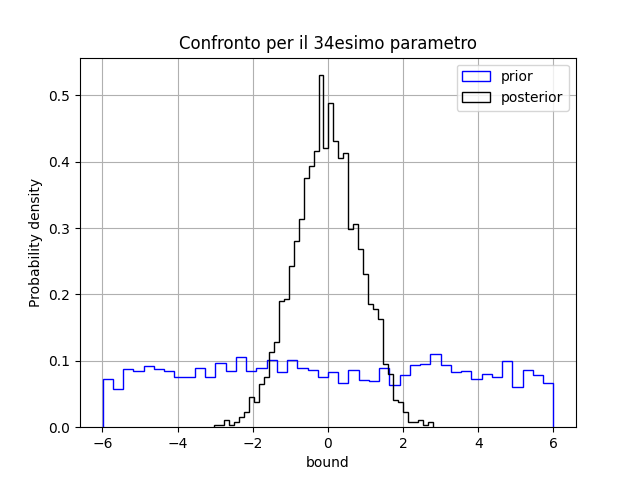 Confronto per il 34esimo parametro
prior
posterior
Probability density
0.5
0.4
0.3
0.2
0.1
0.0
−6 −4 −2 0 2 4 6
bound